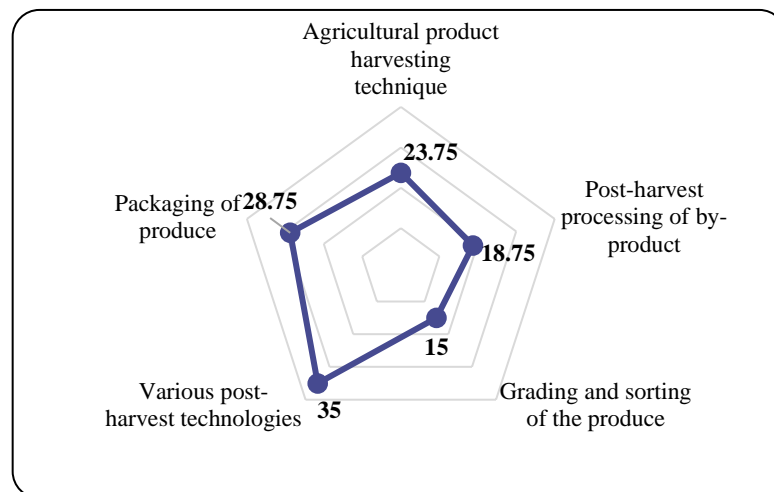 Agricultural product
harvesting
technique
23.75
Post-harvest
processing of by-
product
18.75
Grading and sorting
of the produce
15
Various post-
harvest technologies
35
Packaging of
produce
28.75